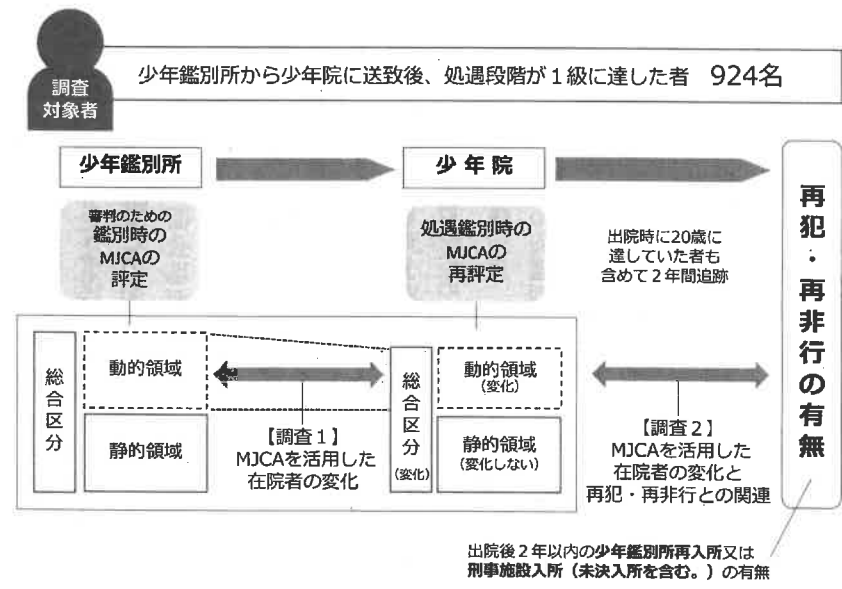 調査
対象者
少年鑑別所から少年院に送致後、処遇段階が１級に達した者　924名
少年鑑別所
少 年 院
審判のための
鑑別時の
MJCAの
評定
処遇鑑別時の
MJCAの
再評定
出院時に20歳に
達していた者も
含めて２年間追跡
再犯・再非行の有無
総合区分
動的領域
静的領域
【調査１】
MJCAを活用した
在院者の変化
総合区分
(変化)
動的領域
(変化)
静的領域
(変化しない)
【調査２】
MJCAを活用した
在院者の変化と
再犯・再非行との関連
出院後２年以内の少年鑑別所再入所又は
刑事施設入所（未決入所を含む。）の有無